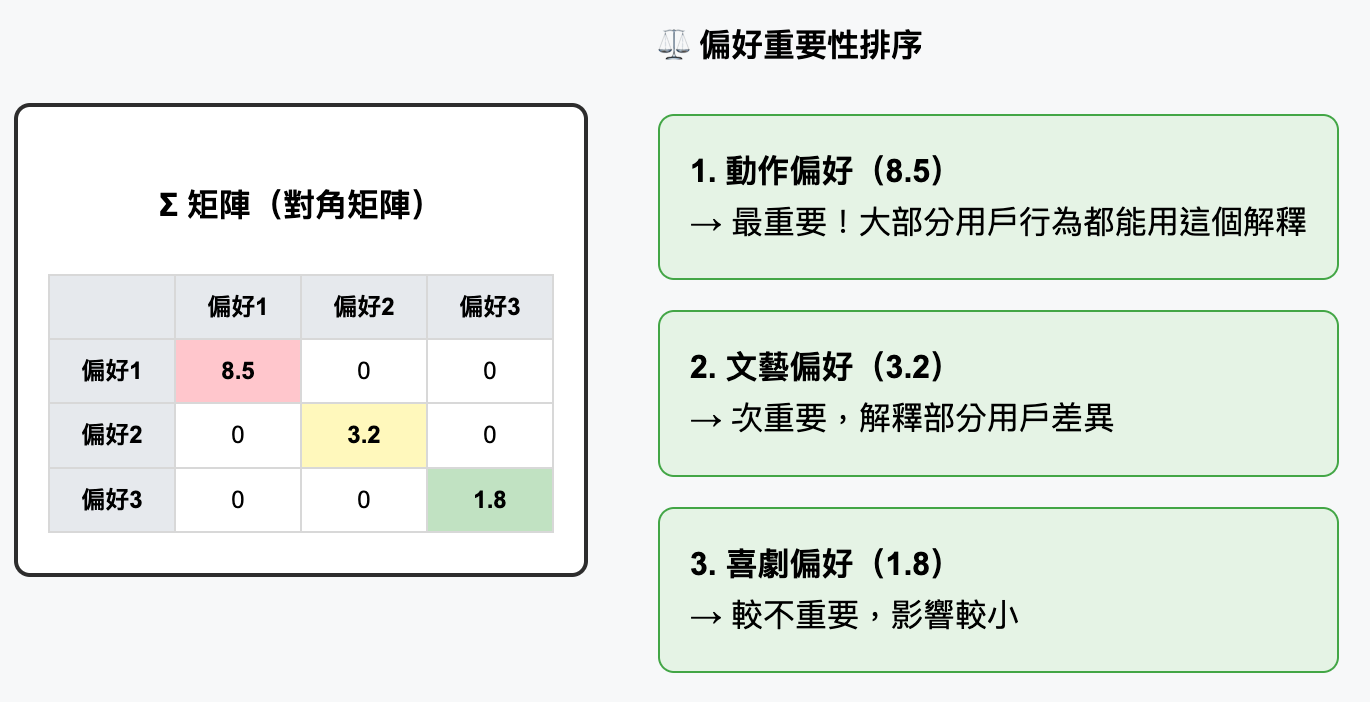 ⚖️ 偏好重要性排序
Σ 矩陣（對角矩陣）
偏好1 偏好2 偏好3
偏好1 8.5 0 0
偏好2 0 3.2 0
偏好3 0 0 1.8
1. 動作偏好（8.5）
→ 最重要！大部分用戶行為都能用這個解釋
2. 文藝偏好（3.2）
→ 次重要，解釋部分用戶差異
3. 喜劇偏好（1.8）
→ 較不重要，影響較小